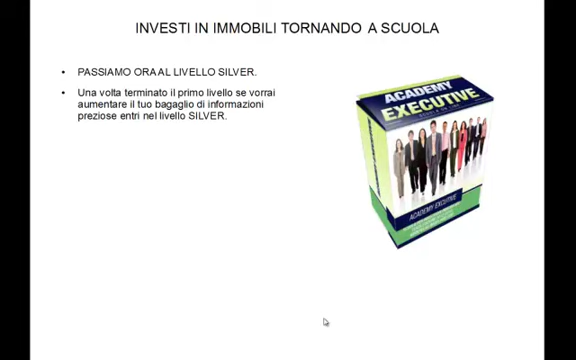 INVESTI IN IMMOBILI TORNANDO A SCUOLA
PASSIAMO ORA AL LIVELLO SILVER.
Una volta terminato il primo livello se vorrai
aumentare il tuo bagaglio di informazioni
preziose entri nel livello SILVER.
ACADEMY
EXECUTIVE
ACADEMY EXCUTIVE